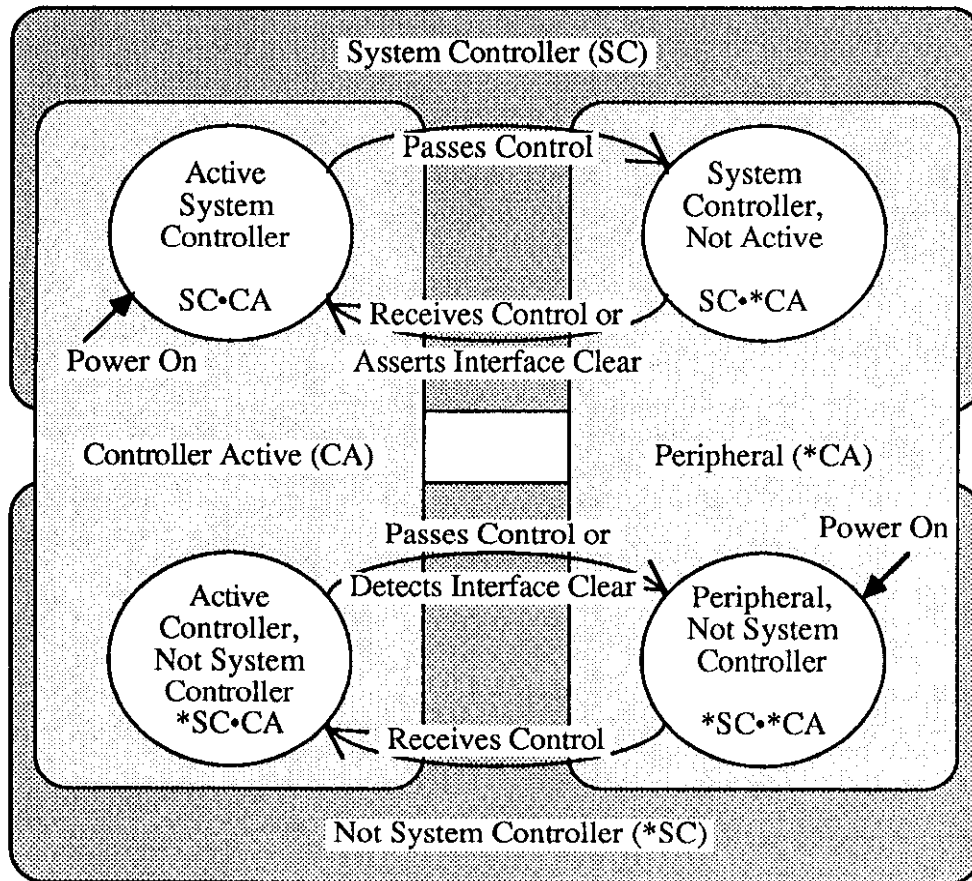 System Controller (SC)
Active
System
Controller
SC•CA
Passes Control
System
Controller,
Not Active
SC•*CA
Power On
Receives Control or
Asserts Interface Clear
Controller Active (CA)
Peripheral (*CA)
Passes Control or
Detects Interface Clear
Power On
Active
Controller,
Not System
Controller
*SC•CA
Peripheral,
Not System
Controller
*SC•*CA
Receives Control
Not System Controller (*SC)